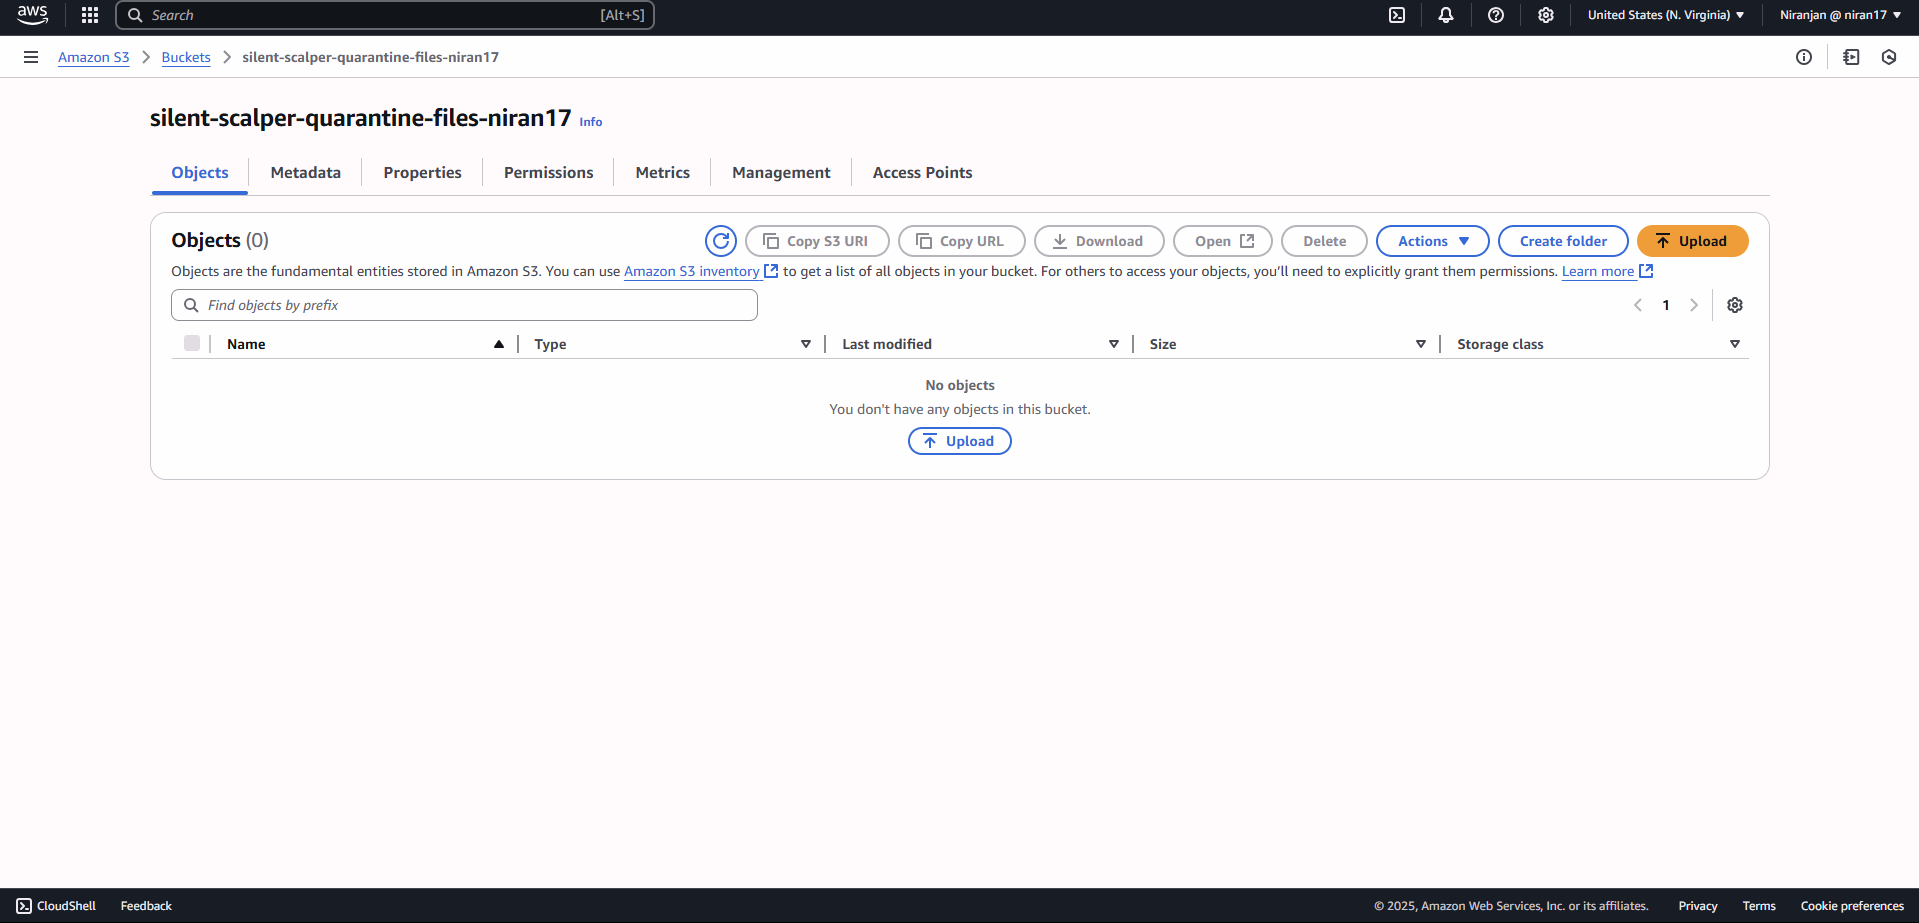 aws Search [Alt+S] United States (N. Virginia) Niranjan @ niran17
Amazon S3 Buckets silent-scalper-quarantine-files-niran17
silent-scalper-quarantine-files-niran17 Info
Objects Metadata Properties Permissions Metrics Management Access Points
Objects (0) Copy S3 URI Copy URL Download Open Delete Actions Create folder Upload
Objects are the fundamental entities stored in Amazon S3. You can use Amazon S3 inventory to get a list of all objects in your bucket. For others to access your objects, you’ll need to explicitly grant them permissions. Learn more
Find objects by prefix 1
Name Type Last modified Size Storage class
No objects
You don't have any objects in this bucket.
Upload
CloudShell Feedback © 2025, Amazon Web Services, Inc. or its affiliates. Privacy Terms Cookie preferences